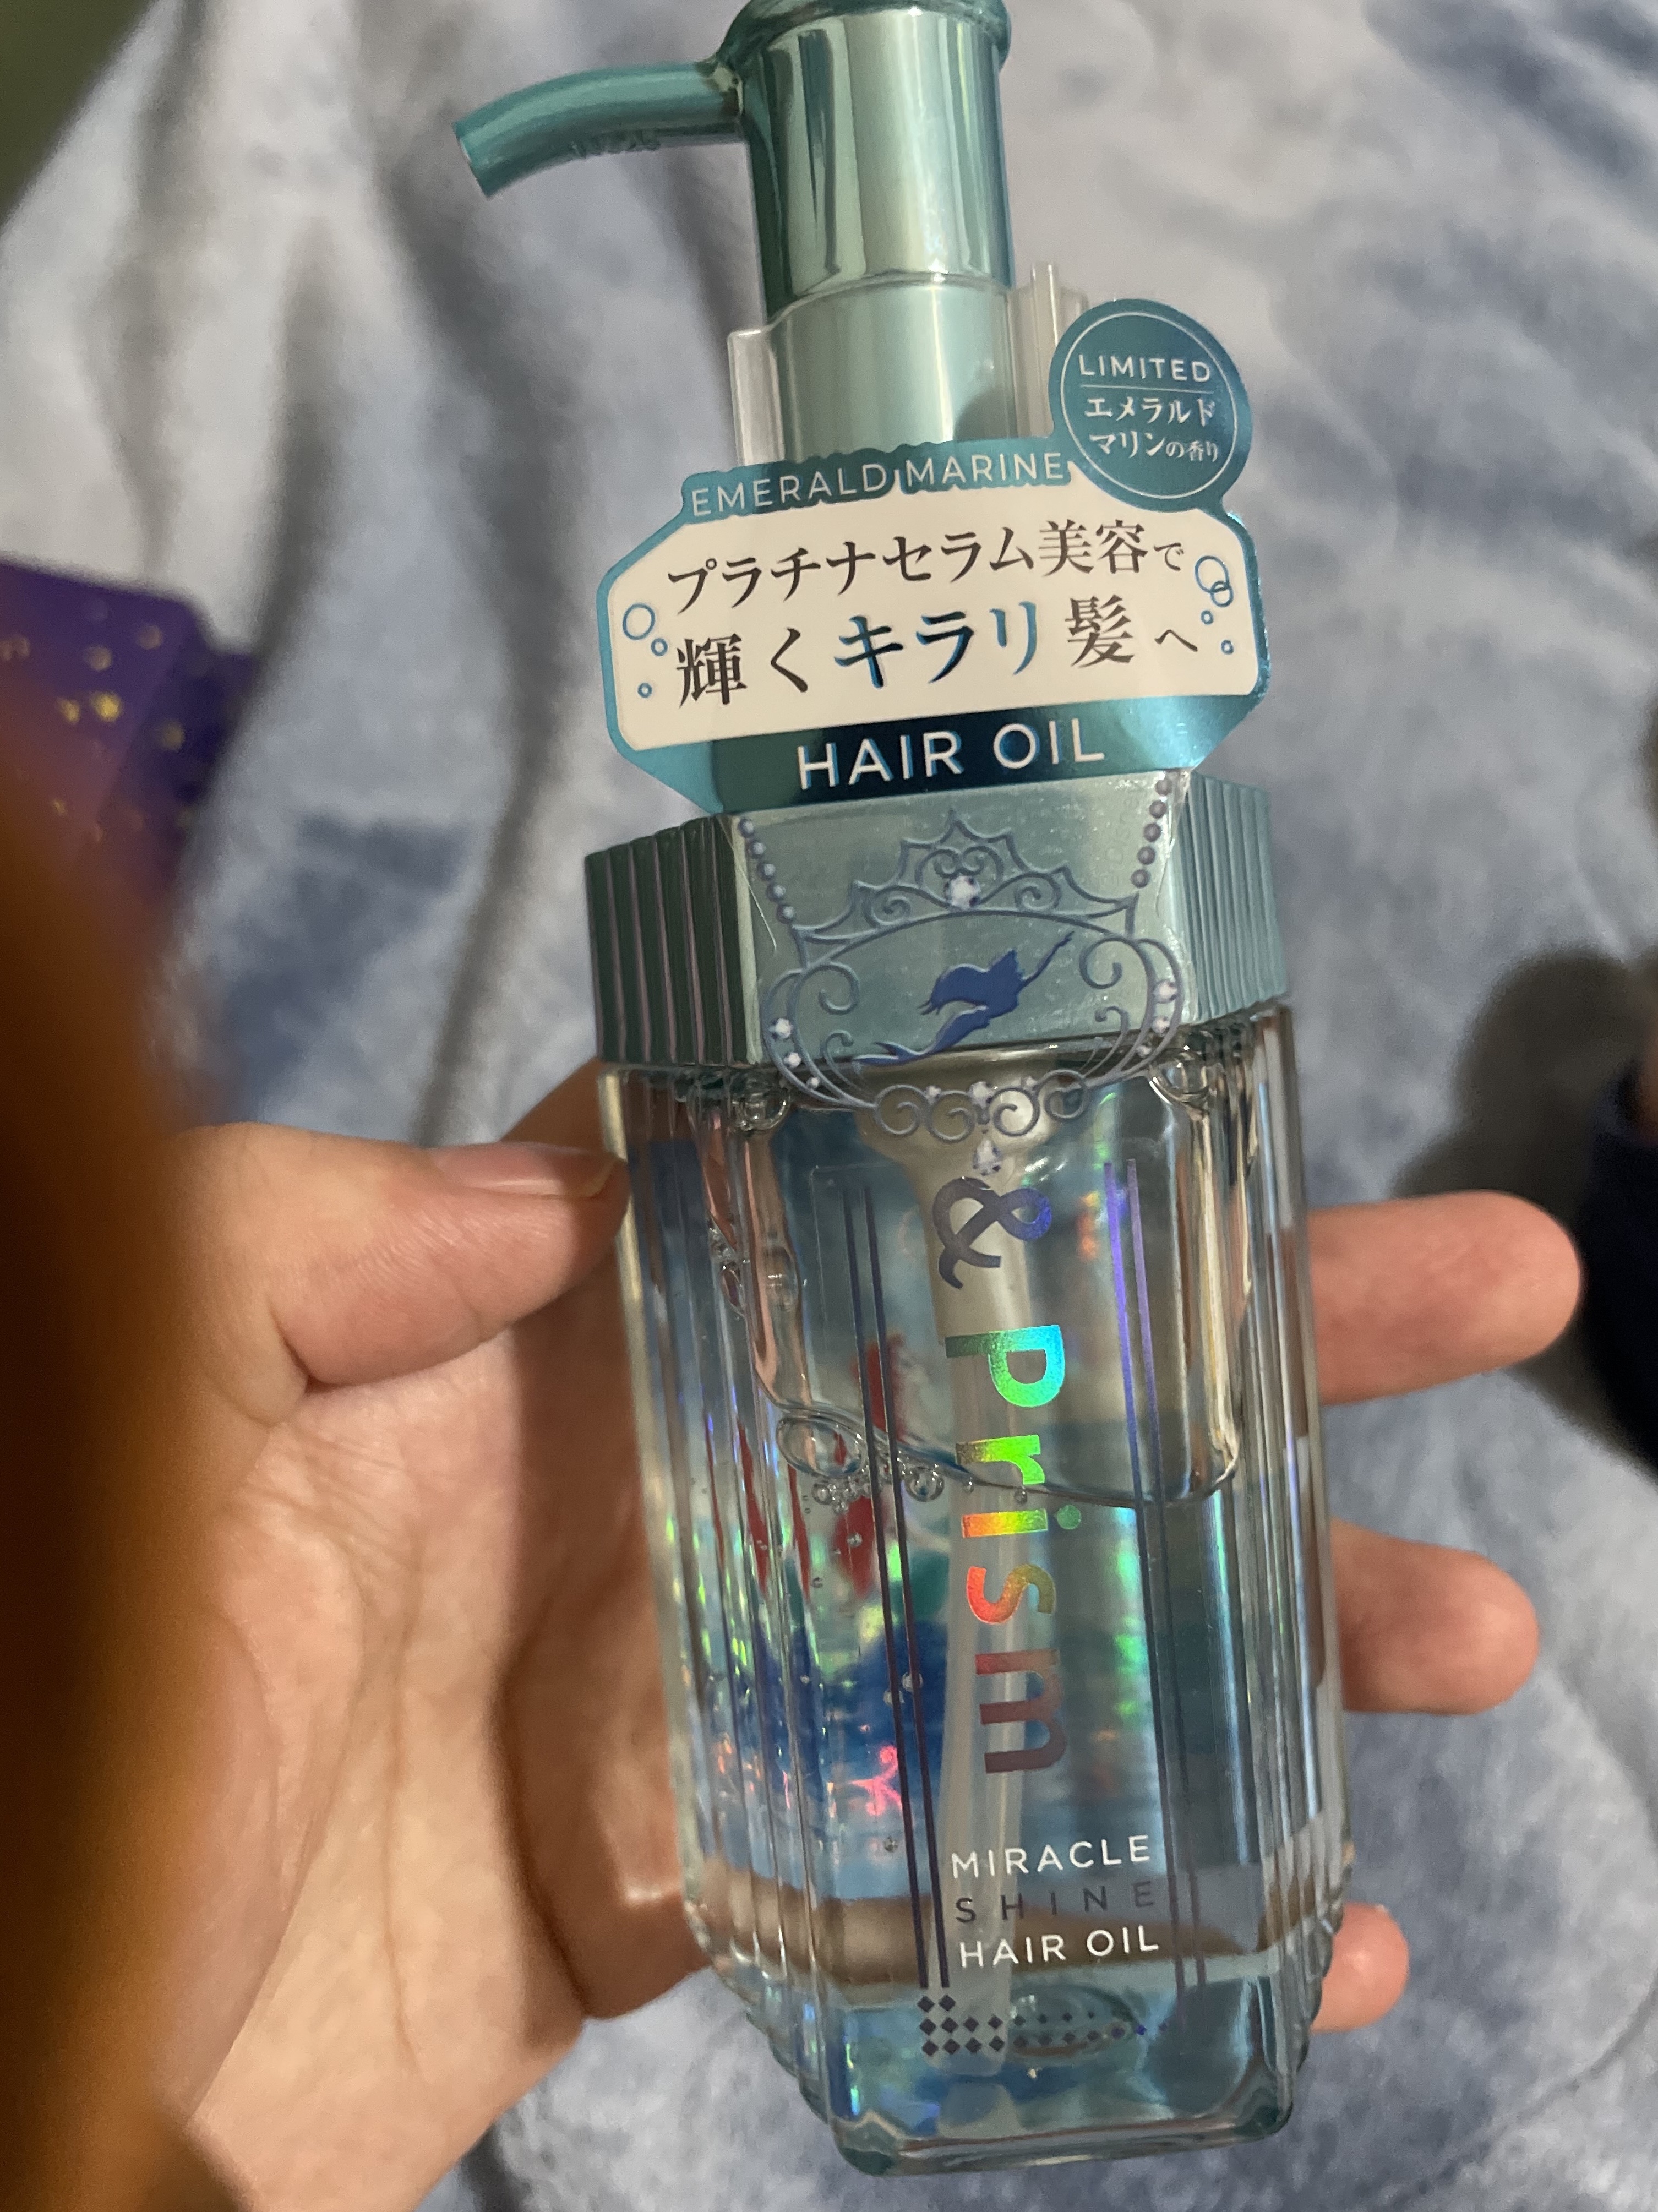 LIMITED
エメラルド
マリンの香り
EMERALD MARINE
プラチナセラム美容で
輝くキラリ髪へ
HAIR OIL
& Prism
MIRACLE
SHINE
HAIR OIL